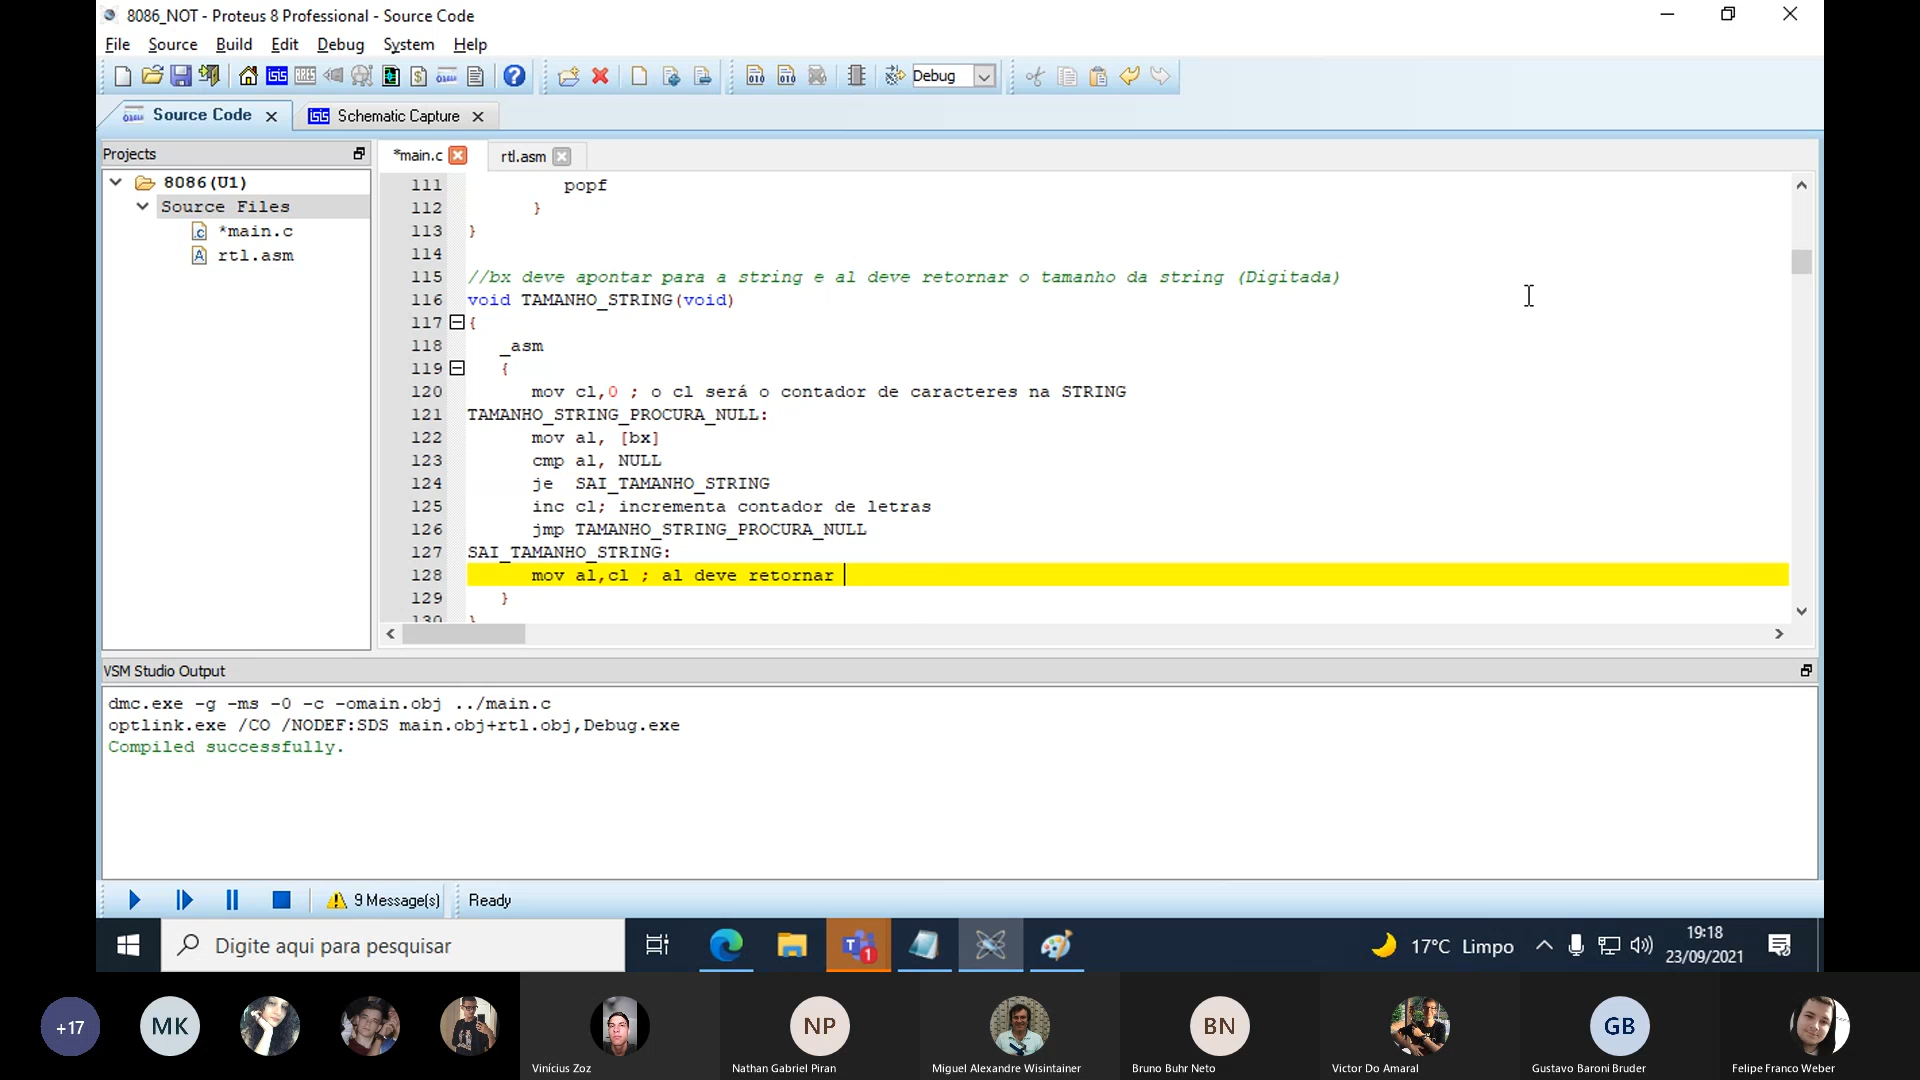 8086_NOT - Proteus 8 Professional - Source Code
File Source Build Edit Debug System Help
Debug
Source Code
Schematic Capture
Projects
*main.c
rtl.asm
8086(U1)
Source Files
*main.c
rtl.asm
111 popf
112 }
113 }
114
115 //bx deve apontar para a string e al deve retornar o tamanho da string (Digitada)
116 void TAMANHO_STRING(void)
117 {
118 _asm
119 {
120 mov cl,0 ; o cl será o contador de caracteres na STRING
121 TAMANHO_STRING_PROCURA_NULL:
122 mov al, [bx]
123 cmp al, NULL
124 je SAI_TAMANHO_STRING
125 inc cl; incrementa contador de letras
126 jmp TAMANHO_STRING_PROCURA_NULL
127 SAI_TAMANHO_STRING:
128 mov al,cl ; al deve retornar
129 }
130 }
VSM Studio Output
dmc.exe -g -ms -0 -c -omain.obj ../main.c
optlink.exe /CO /NODEF:SDS main.obj+rtl.obj,Debug.exe
Compiled successfully.
9 Message(s)
Ready
Digite aqui para pesquisar
1
17°C Limpo
19:18
23/09/2021
+17
MK
NP
BN
GB
Vinícius Zoz
Nathan Gabriel Piran
Miguel Alexandre Wisintainer
Bruno Buhr Neto
Victor Do Amaral
Gustavo Baroni Bruder
Felipe Franco Weber